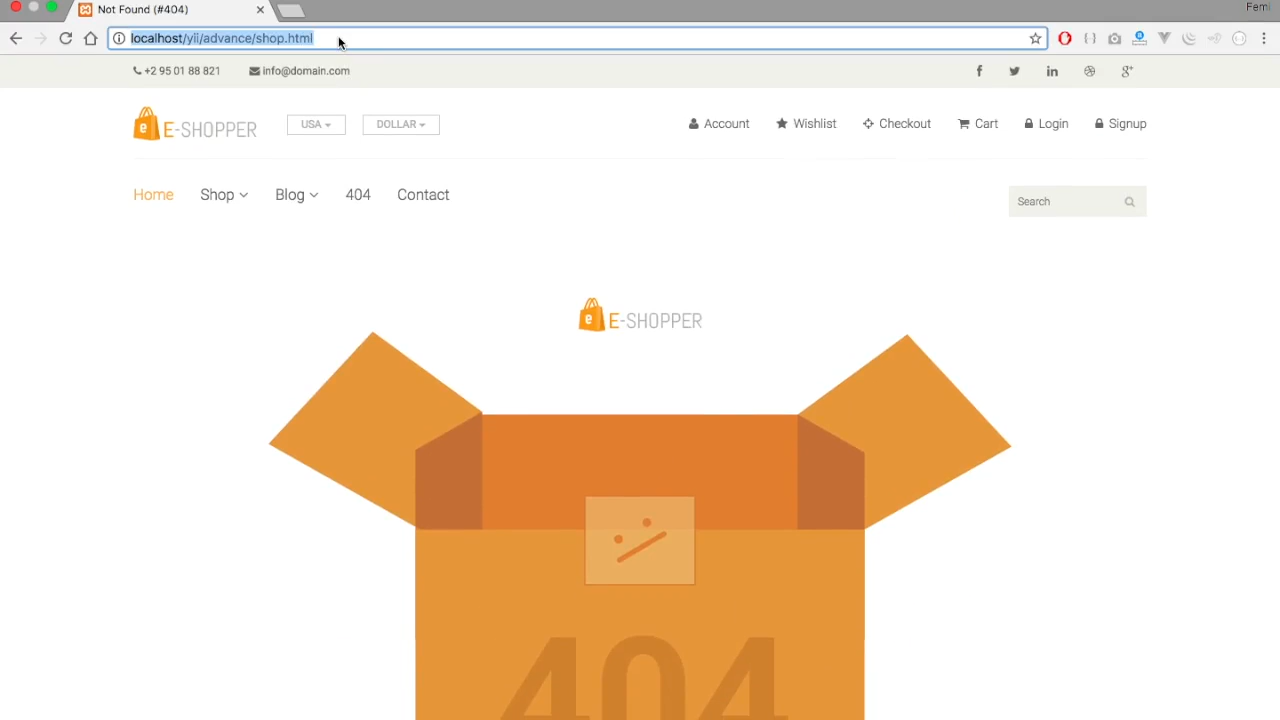 Not Found (#404)
Femi
localhost/yii/advance/shop.html
+2 95 01 88 821 info@domain.com
E-SHOPPER USA DOLLAR Account Wishlist Checkout Cart Login Signup
Home Shop Blog 404 Contact
Search
E-SHOPPER
404